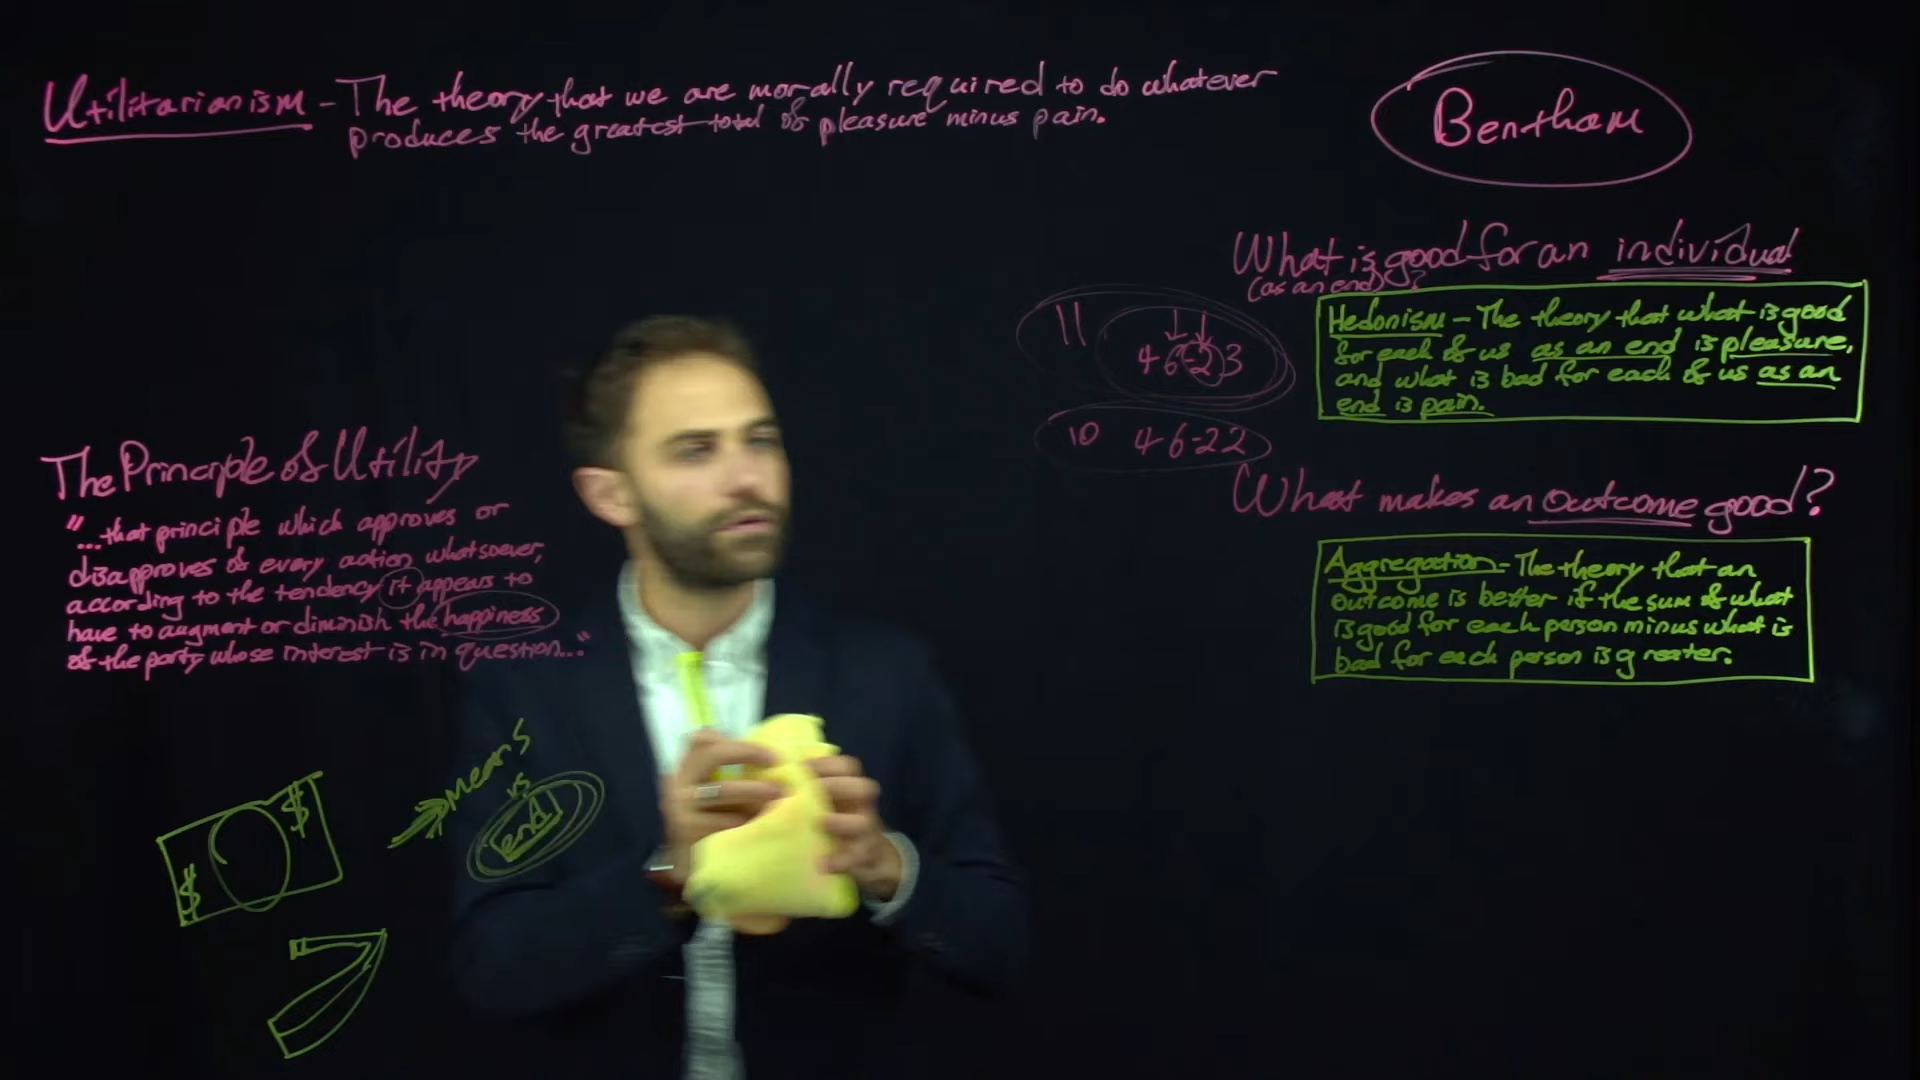 Utilitarianism - The theory that we are morally required to do whatever
produces the greatest total of pleasure minus pain.
Bentham
What is good for an individual
(as an end)?
Hedonism - The theory that what is good
for each of us as an end is pleasure,
and what is bad for each of us as an
end is pain.
11 4 6 -2 3
10 4 6 -2 2
What makes an outcome good?
Aggregation - The theory that an
outcome is better if the sum of what
is good for each person minus what is
bad for each person is greater.
The Principle of Utility
"...that principle which approves or
disapproves of every action whatsoever,
according to the tendency it appears to
have to augment or diminish the happiness
of the party whose interest is in question..."
means
vs
end
$
$